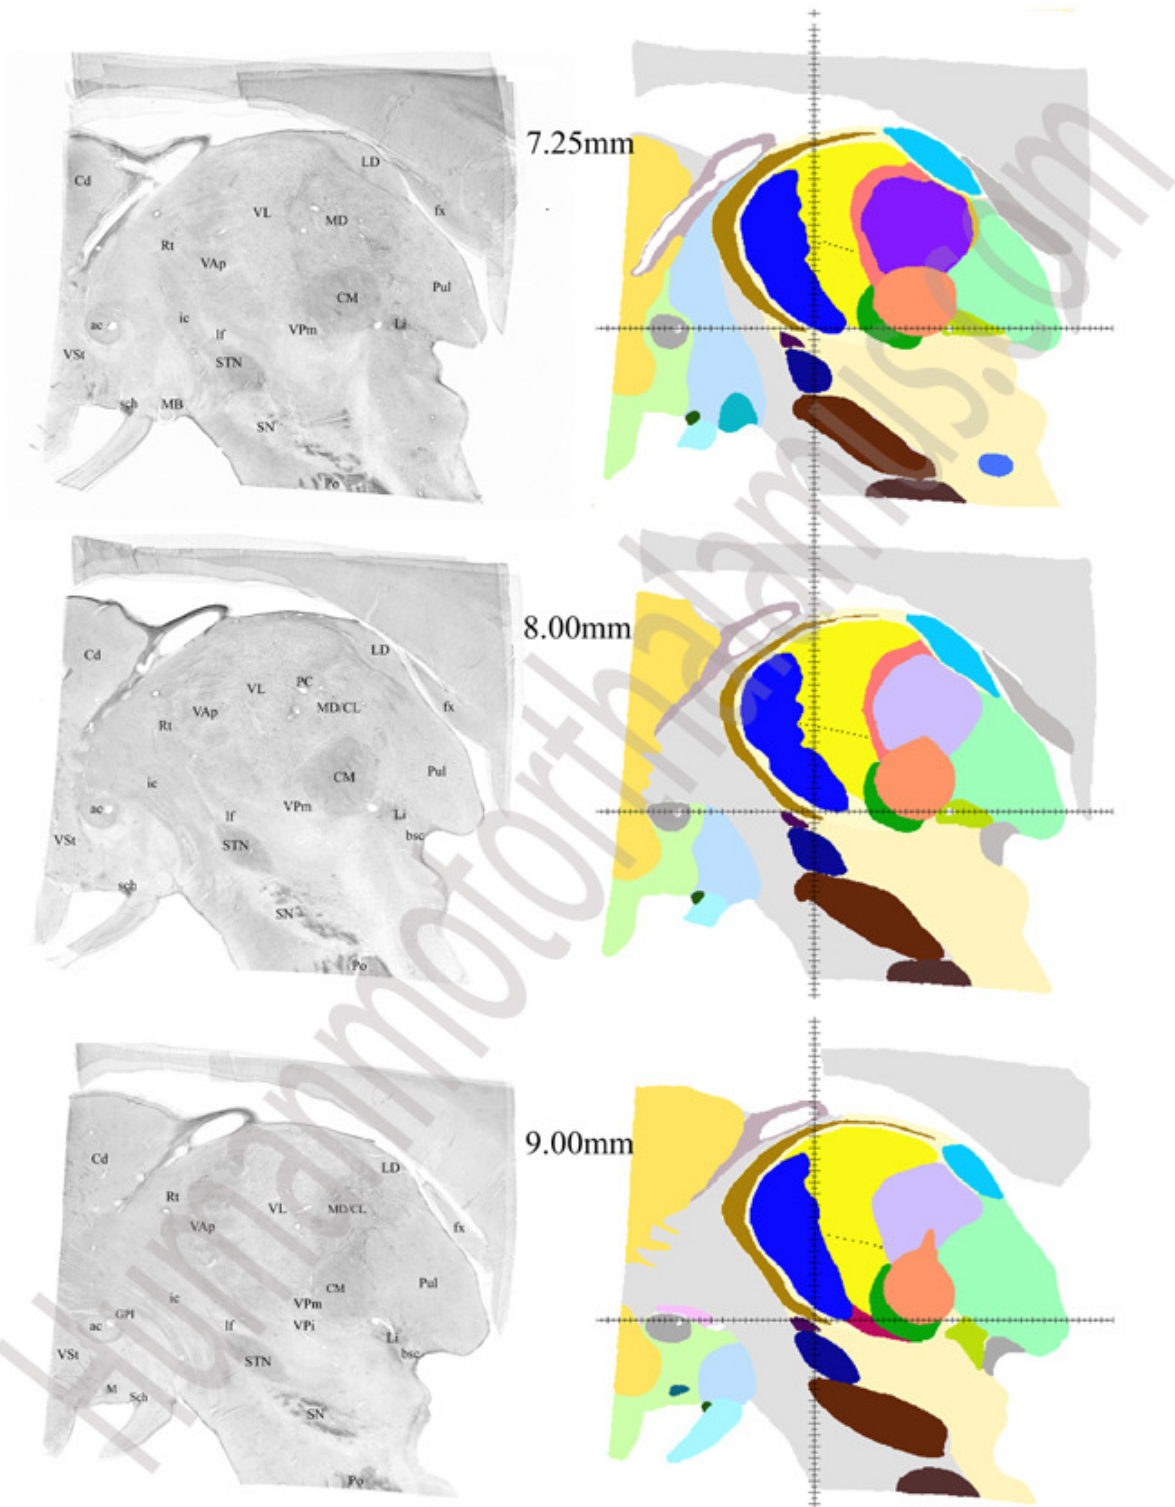 7.25mm
LD
Cd
fx
VL
MD
Rt
VAp
Pul
CM
ic
ac
lf
VPm
Li
VSt
STN
sch
MB
SN
Po
8.00mm
LD
Cd
PC
VL
fx
VAp
MD/CL
Rt
Pul
CM
ic
ac
VPm
lf
Li
VSt
bsc
STN
sch
SN
Po
9.00mm
Cd
LD
Rt
VL
MD/CL
VAp
fx
Pul
CM
ic
VPm
GPI
ac
lf
VPi
Li
VSt
bsc
STN
M
Sch
SN
Po
Humanmotorthalamus.com